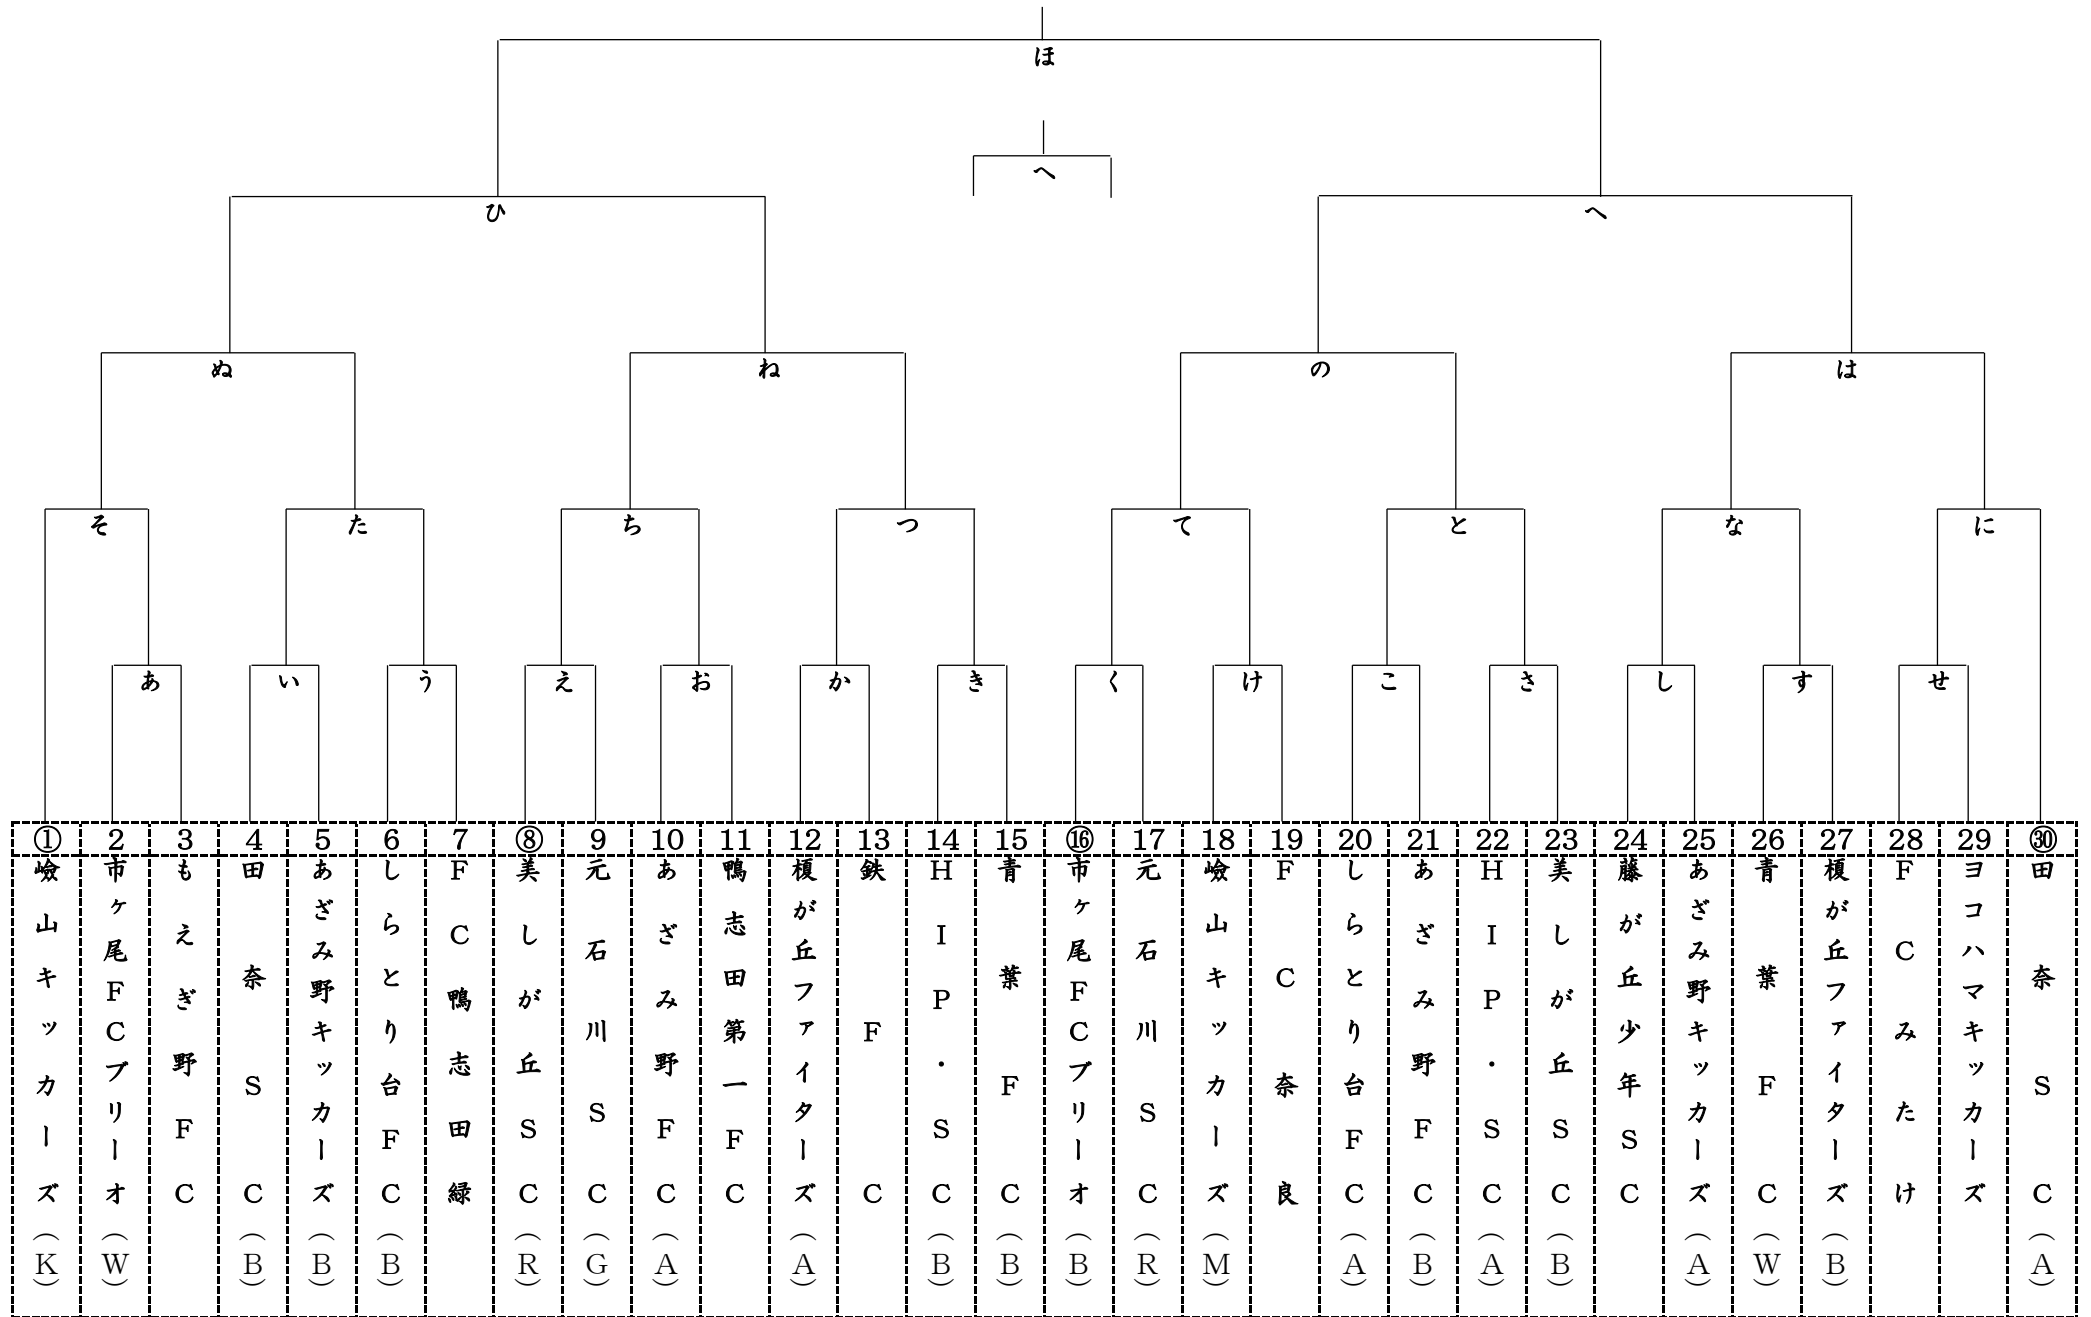 ほ
へ
ひ
へ
ぬ
ね
の
は
そ
た
ち
つ
て
と
な
に
あ
い
う
え
お
か
き
く
け
こ
さ
し
す
せ
① 嶮山キッカーズ(K)
2 市ヶ尾FCブリーオ(W)
3 もえぎ野FC
4 田奈SC(B)
5 あざみ野キッカーズ(B)
6 しらとり台FC(B)
7 FC鴨志田緑
⑧ 美しが丘SC(R)
9 元石川SC(G)
10 あざみ野FC(A)
11 鴨志田第一FC
12 榎が丘ファイターズ(A)
13 鉄FC
14 HIP・SC(B)
15 青葉FC(B)
⑯ 市ヶ尾FCブリーオ(B)
17 元石川SC(R)
18 嶮山キッカーズ(M)
19 FC奈良
20 しらとり台FC(A)
21 あざみ野FC(B)
22 HIP・SC(A)
23 美しが丘SC(B)
24 藤が丘少年SC
25 あざみ野キッカーズ(A)
26 青葉FC(W)
27 榎が丘ファイターズ(B)
28 FCみたけ
29 ヨコハマキッカーズ
㉚ 田奈SC(A)